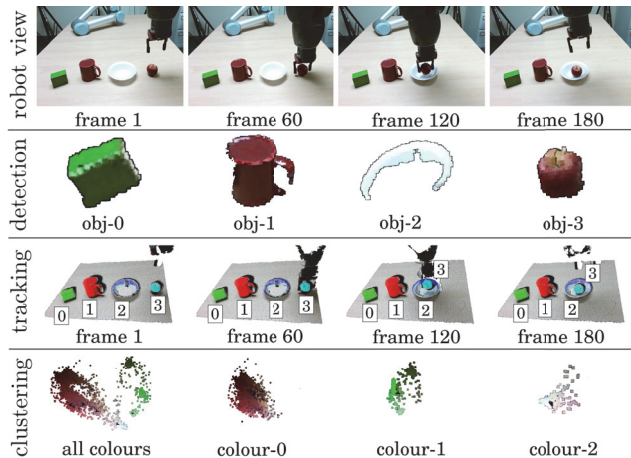 robot view
frame 1 frame 60 frame 120 frame 180
detection
obj-0 obj-1 obj-2 obj-3
tracking
0 1 2 3 0 1 2 3 0 1 2 3 0 1 2 3
frame 1 frame 60 frame 120 frame 180
clustering
all colours colour-0 colour-1 colour-2